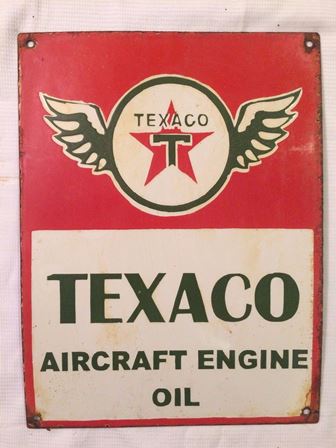 TEXACO
T
TEXACO
AIRCRAFT ENGINE
OIL